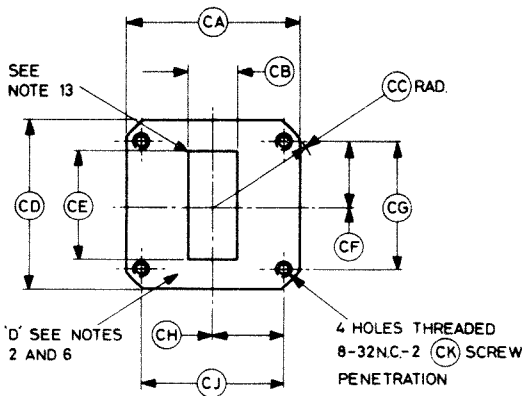 CA
SEE
NOTE 13
CB
CC RAD.
CD
CE
CG
CF
'D' SEE NOTES
2 AND 6
CH
4 HOLES THREADED
8-32N.C.-2 CK SCREW
PENETRATION
CJ